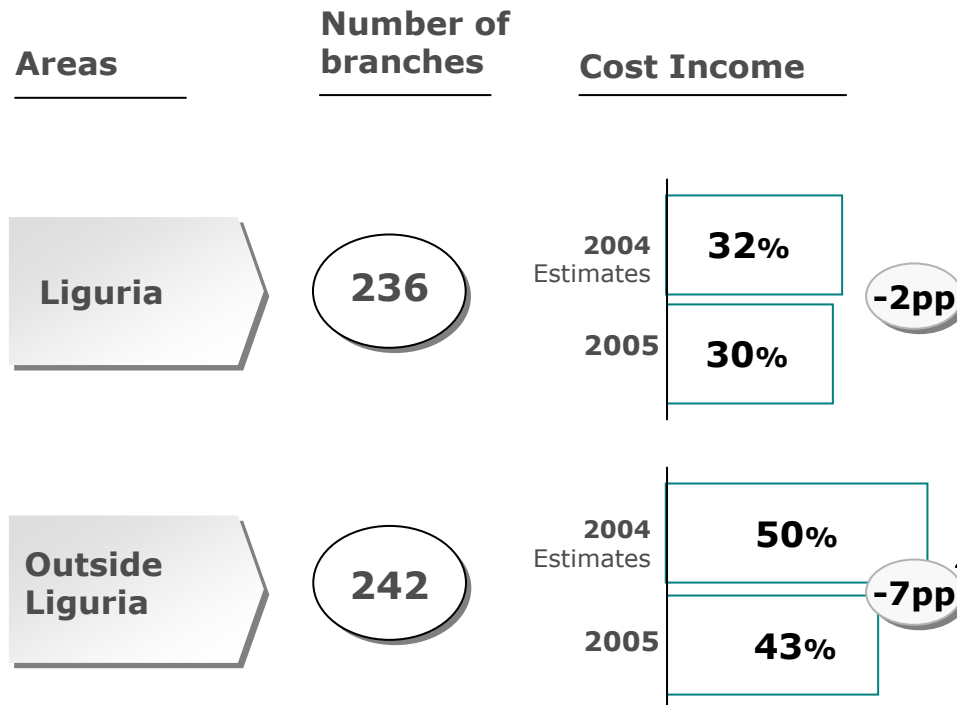 Areas
Number of
branches
Cost Income
Liguria
236
2004
Estimates
32%
2005
30%
-2pp
Outside
Liguria
242
2004
Estimates
50%
2005
43%
-7pp